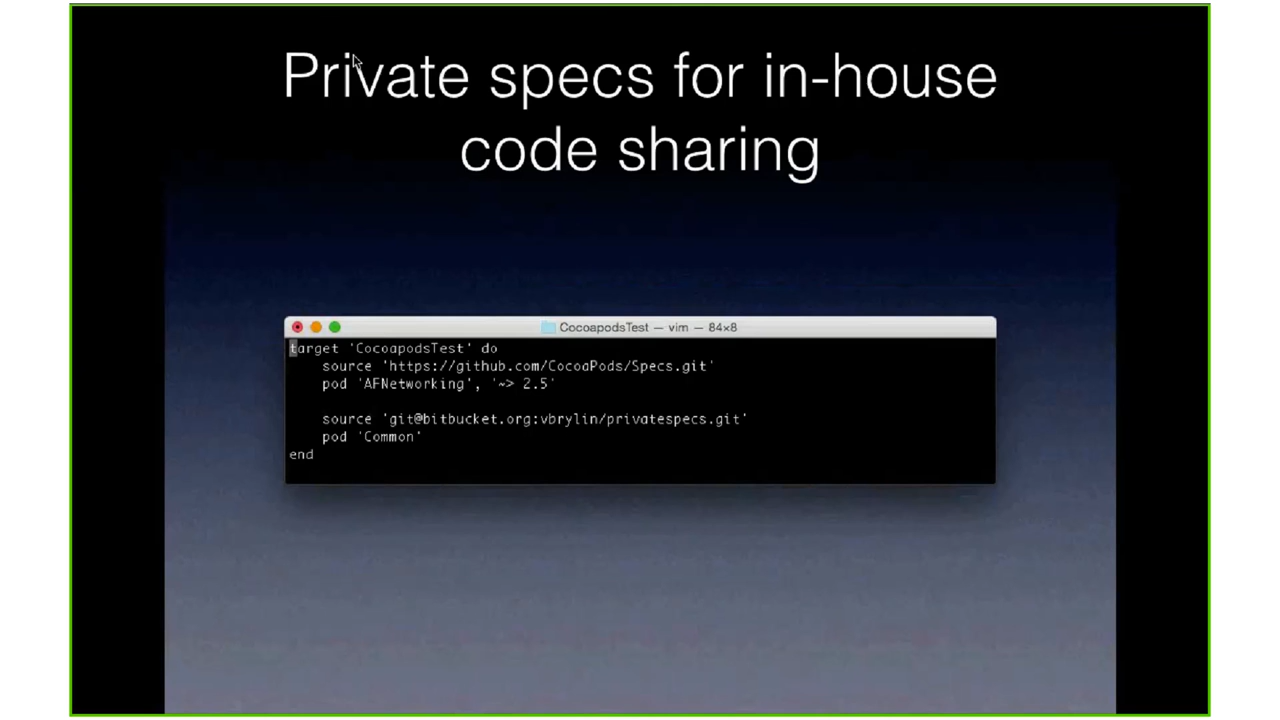 Private specs for in-house
code sharing
CocoapodsTest — vim — 84×8
target 'CocoapodsTest' do
    source 'https://github.com/CocoaPods/Specs.git'
    pod 'AFNetworking', '~> 2.5'
    source 'git@bitbucket.org:vbrylin/privatespecs.git'
    pod 'Common'
end